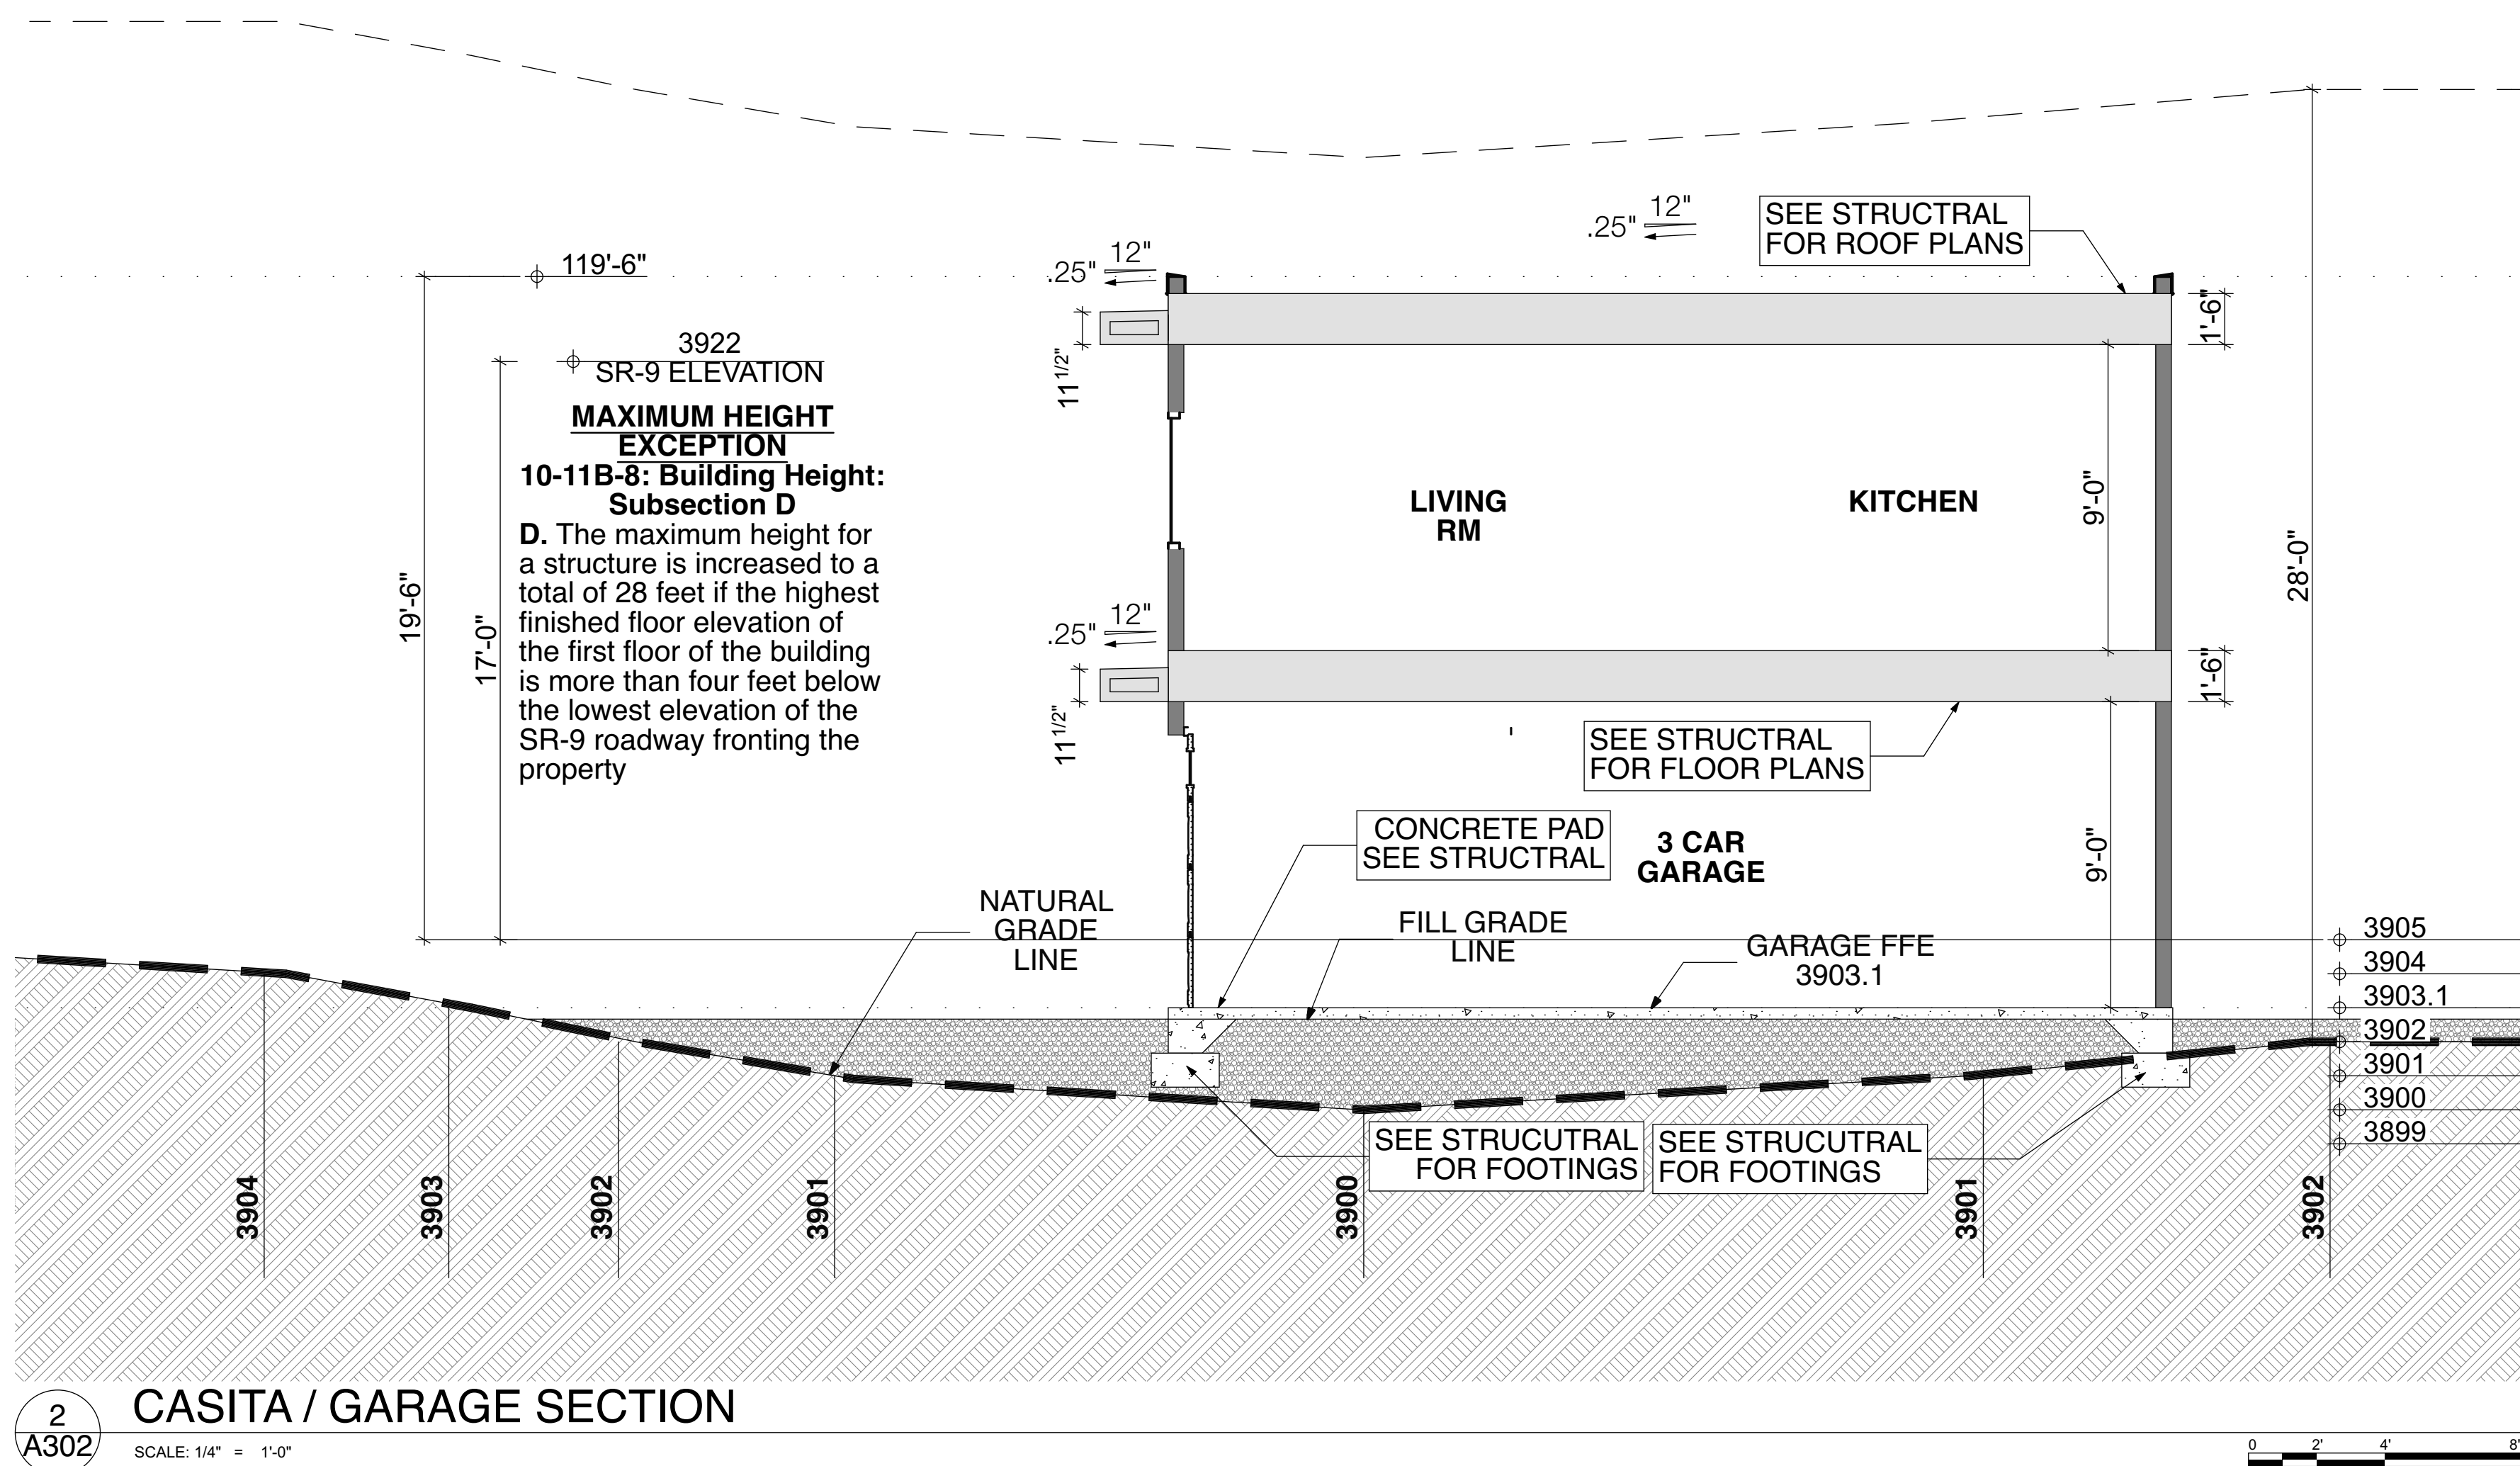 12"
.25"
SEE STRUCTRAL
FOR ROOF PLANS
119'-6"
12"
.25"
1'-6"
11 1/2"
3922
SR-9 ELEVATION
MAXIMUM HEIGHT
EXCEPTION
10-11B-8: Building Height:
Subsection D
D. The maximum height for
a structure is increased to a
total of 28 feet if the highest
finished floor elevation of
the first floor of the building
is more than four feet below
the lowest elevation of the
SR-9 roadway fronting the
property
19'-6"
17'-0"
LIVING
RM
KITCHEN
9'-0"
28'-0"
12"
.25"
1'-6"
11 1/2"
'
SEE STRUCTRAL
FOR FLOOR PLANS
CONCRETE PAD
SEE STRUCTRAL
3 CAR
GARAGE
9'-0"
NATURAL
GRADE
LINE
FILL GRADE
LINE
GARAGE FFE
3903.1
3905
3904
3903.1
3902
3901
3900
3899
SEE STRUCUTRAL
FOR FOOTINGS
SEE STRUCUTRAL
FOR FOOTINGS
3904
3903
3902
3901
3900
3901
3902
2
A302
CASITA / GARAGE SECTION
SCALE: 1/4" = 1'-0"
0 2' 4' 8'